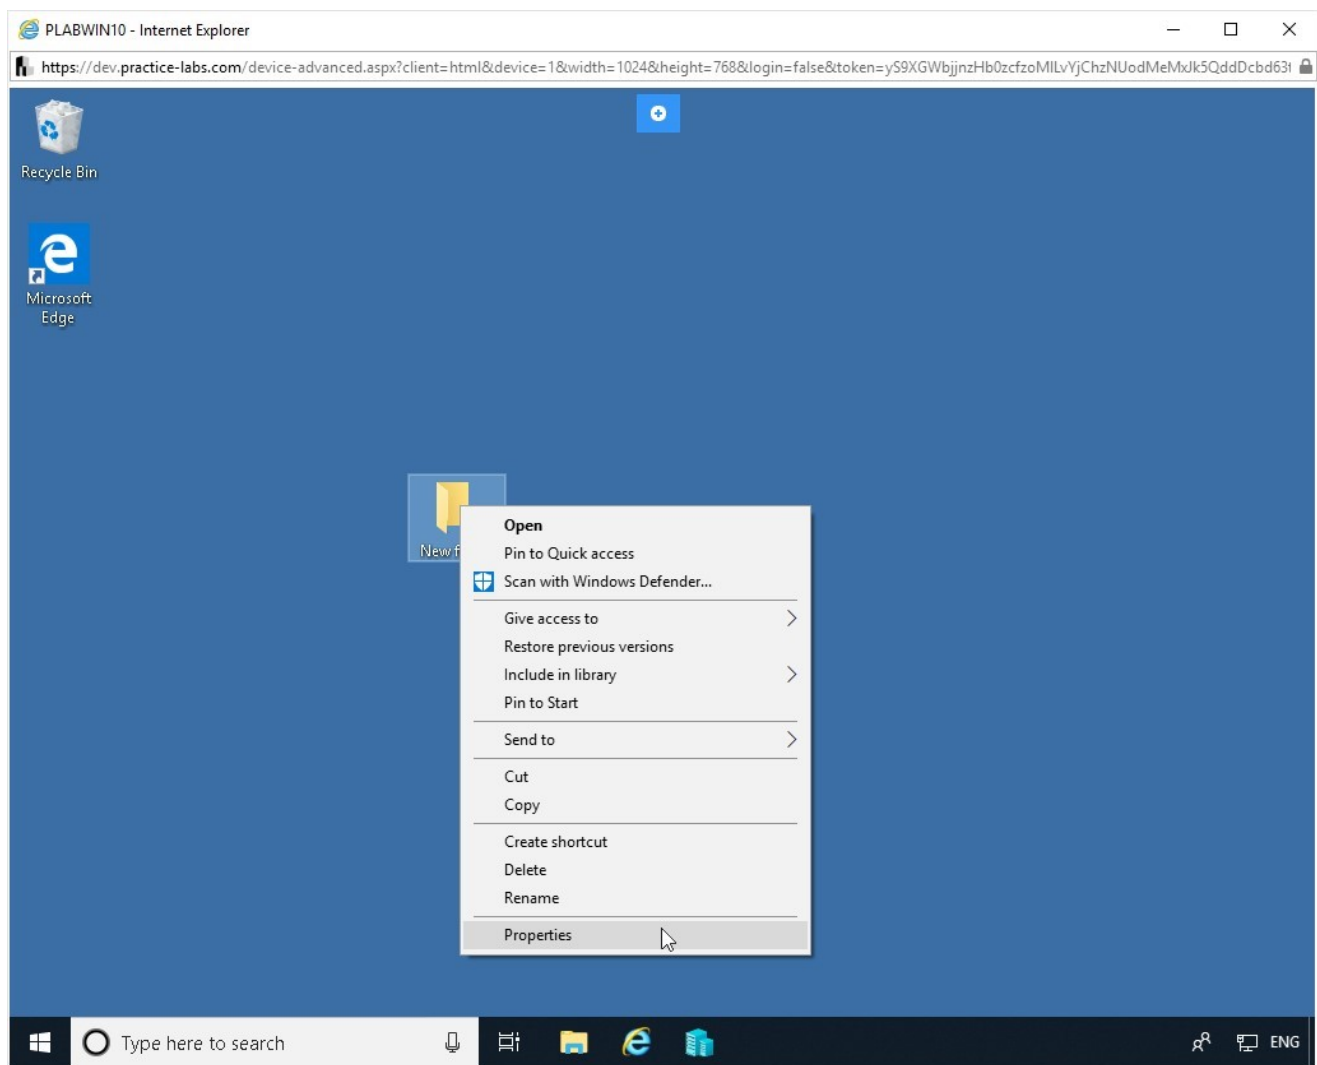 PLABWIN10 - Internet Explorer
https://dev.practice-labs.com/device-advanced.aspx?client=html&device=1&width=1024&height=768&login=false&token=yS9XGWbjjnzHb0zcfzoMILvYjChzNUodMeMxJk5QddDcbd63t
Recycle Bin
Microsoft
Edge
New f
Open
Pin to Quick access
Scan with Windows Defender...
Give access to
Restore previous versions
Include in library
Pin to Start
Send to
Cut
Copy
Create shortcut
Delete
Rename
Properties
Type here to search
ENG